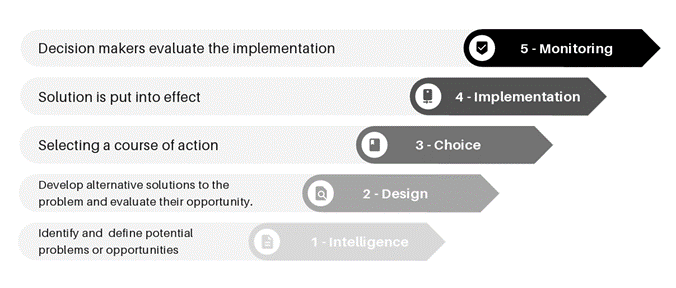 Decision makers evaluate the implementation
5 - Monitoring
Solution is put into effect
4 - Implementation
Selecting a course of action
3 - Choice
Develop alternative solutions to the
problem and evaluate their opportunity.
2 - Design
Identify and define potential
problems or opportunities
1 - Intelligence